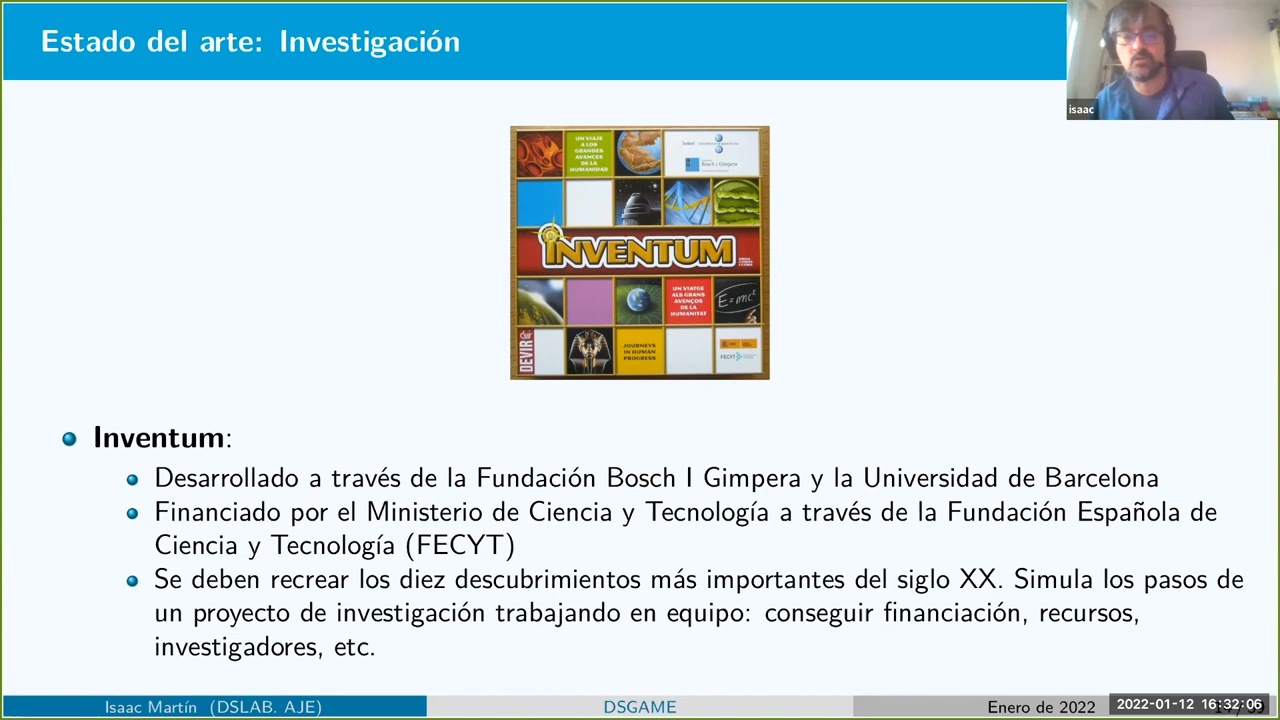 Estado del arte: Investigación
isaac
UN VIAJE
A LOS
GRANDES
AVANCES
DE LA
HUMANIDAD
Bosch i Gimpera
INVENTUM
UN VIATGE
ALS GRANS
AVENÇOS
DE LA
HUMANITAT
E=mc²
DEVIR
JOURNEYS
IN HUMAN
PROGRESS
FECYT
Inventum:
Desarrollado a través de la Fundación Bosch I Gimpera y la Universidad de Barcelona
Financiado por el Ministerio de Ciencia y Tecnología a través de la Fundación Española de
Ciencia y Tecnología (FECYT)
Se deben recrear los diez descubrimientos más importantes del siglo XX. Simula los pasos de
un proyecto de investigación trabajando en equipo: conseguir financiación, recursos,
investigadores, etc.
Isaac Martín (DSLAB. AJE)
DSGAME
Enero de 2022
2022-01-12 16:32:06